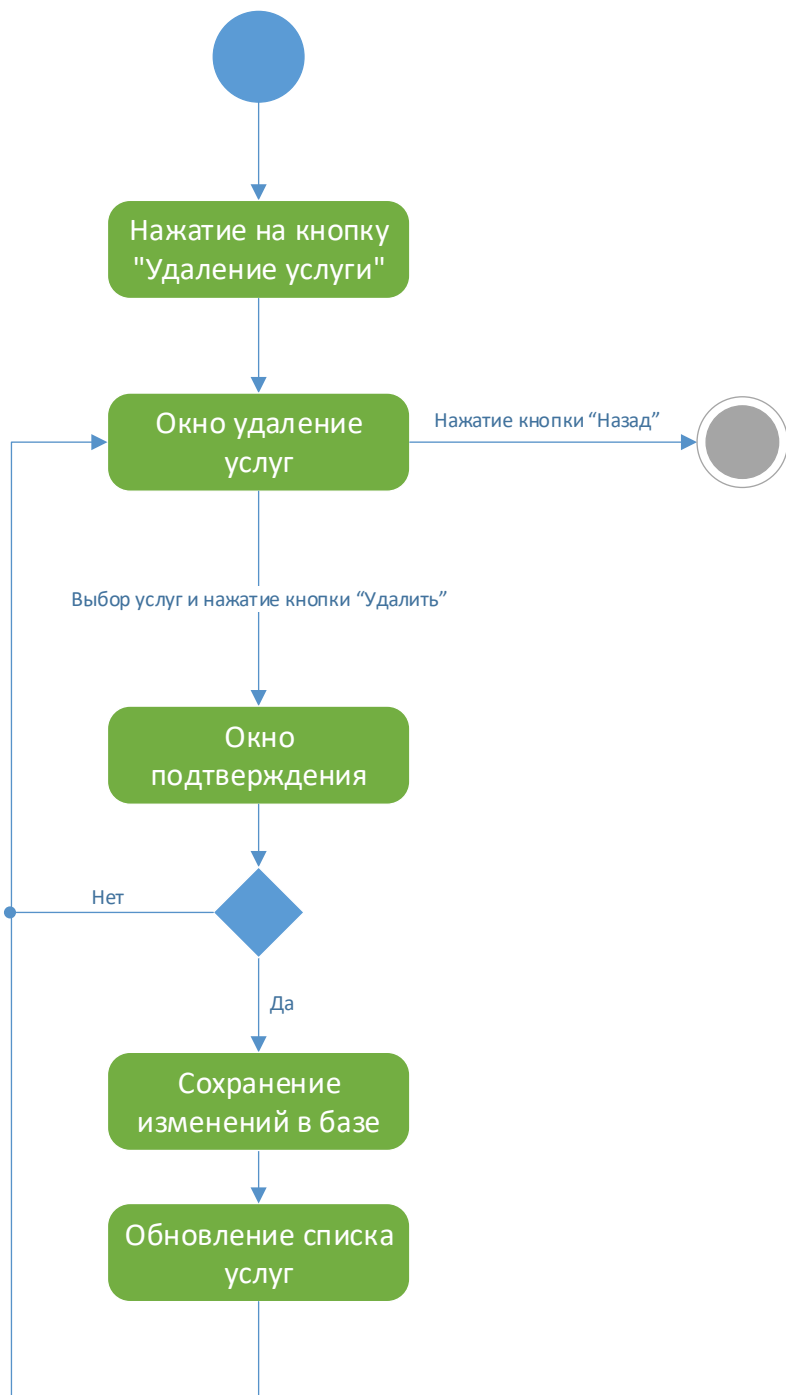 Нажатие на кнопку
"Удаление услуги"
Окно удаление
услуг
Нажатие кнопки “Назад”
Выбор услуг и нажатие кнопки “Удалить”
Окно
подтверждения
Нет
Да
Сохранение
изменений в базе
Обновление списка
услуг